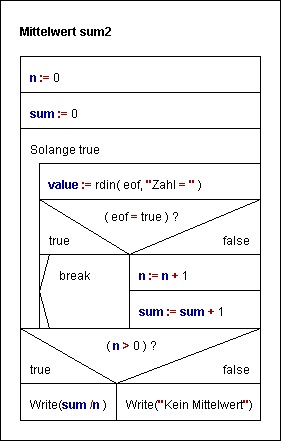 Mittelwert sum2
n := 0
sum := 0
Solange true
value := rdin( eof, "Zahl = " )
( eof = true ) ?
true false
break n := n + 1
sum := sum + 1
( n > 0 ) ?
true false
Write(sum /n ) Write("Kein Mittelwert")